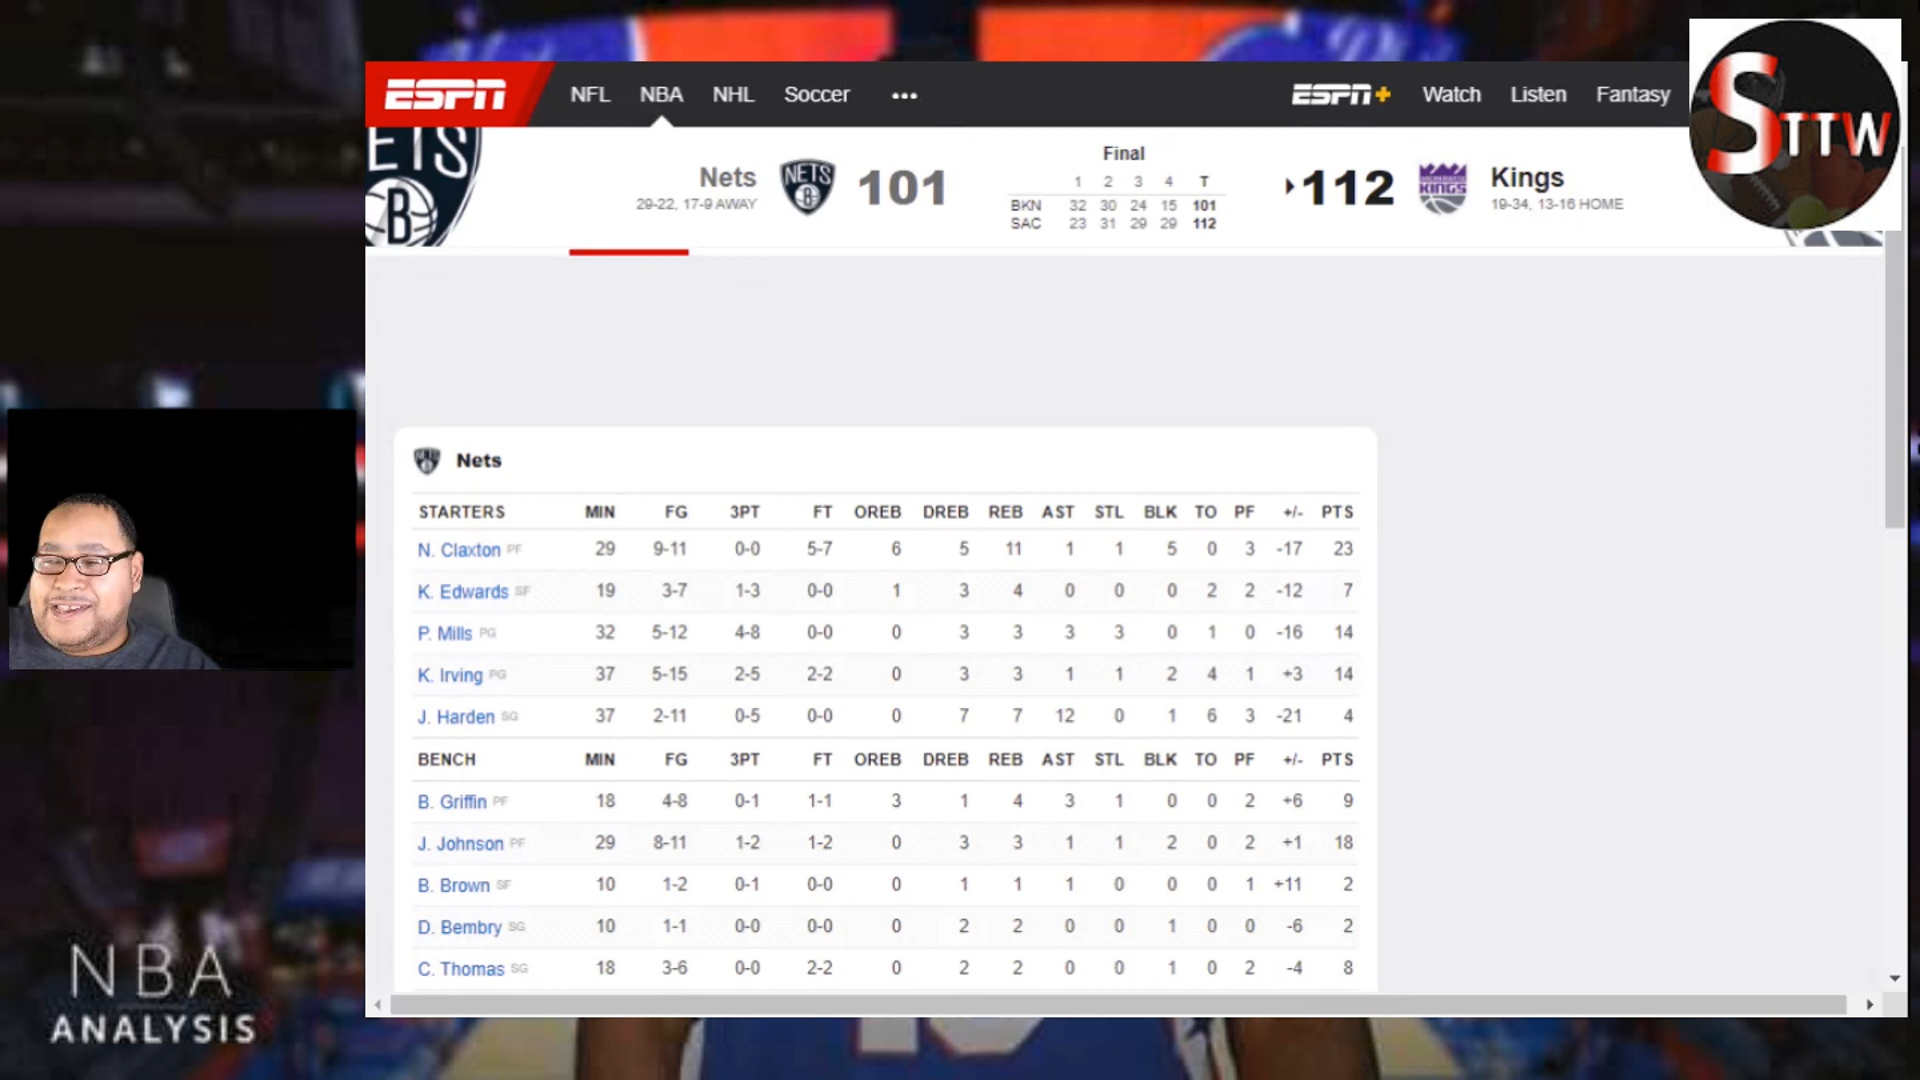 ESPN NFL NBA NHL Soccer ••• ESPN+ Watch Listen Fantasy
STTW
NETS
B
Nets
29-22, 17-9 AWAY
NETS
B
101
Final
1 2 3 4 T
BKN 32 30 24 15 101
SAC 23 31 29 29 112
112
SACRAMENTO
KINGS
Kings
19-34, 13-16 HOME
Nets
STARTERS MIN FG 3PT FT OREB DREB REB AST STL BLK TO PF +/- PTS
N. Claxton PF 29 9-11 0-0 5-7 6 5 11 1 1 5 0 3 -17 23
K. Edwards SF 19 3-7 1-3 0-0 1 3 4 0 0 0 2 2 -12 7
P. Mills PG 32 5-12 4-8 0-0 0 3 3 3 3 0 1 0 -16 14
K. Irving PG 37 5-15 2-5 2-2 0 3 3 1 1 2 4 1 +3 14
J. Harden SG 37 2-11 0-5 0-0 0 7 7 12 0 1 6 3 -21 4
BENCH MIN FG 3PT FT OREB DREB REB AST STL BLK TO PF +/- PTS
B. Griffin PF 18 4-8 0-1 1-1 3 1 4 3 1 0 0 2 +6 9
J. Johnson PF 29 8-11 1-2 1-2 0 3 3 1 1 2 0 2 +1 18
B. Brown SF 10 1-2 0-1 0-0 0 1 1 1 0 0 0 1 +11 2
D. Bembry SG 10 1-1 0-0 0-0 0 2 2 0 0 1 0 0 -6 2
C. Thomas SG 18 3-6 0-0 2-2 0 2 2 0 0 1 0 2 -4 8
NBA
ANALYSIS